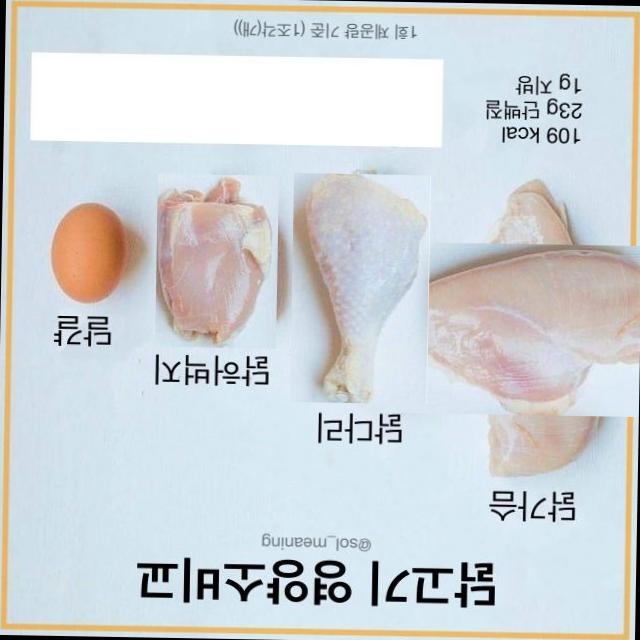 닭고기 영양소비교
@sol_meaning
닭가슴
닭다리
닭허벅지
달걀
109 kcal
23g 단백질
1g 지방
1회 제공량 기준 (1조각(개))